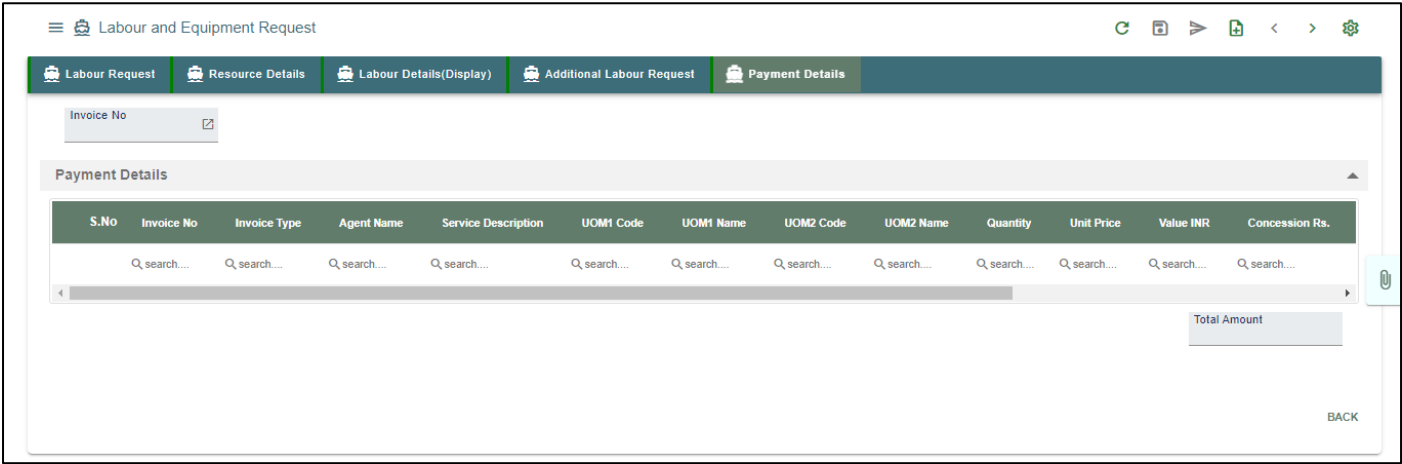 Labour and Equipment Request
Labour Request Resource Details Labour Details(Display) Additional Labour Request Payment Details
Invoice No
Payment Details
S.No Invoice No Invoice Type Agent Name Service Description UOM1 Code UOM1 Name UOM2 Code UOM2 Name Quantity Unit Price Value INR Concession Rs.
search.... search.... search.... search.... search.... search.... search.... search.... search.... search.... search.... search....
Total Amount
BACK